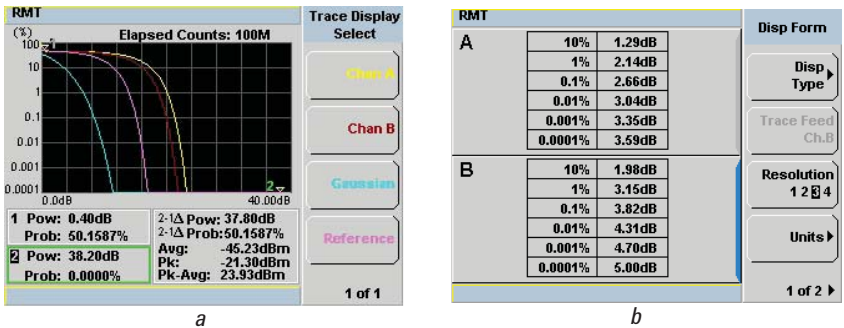 RMT
(%)
Elapsed Counts: 100M
100
10
1
0.1
0.01
0.001
0.0001
1
2
0.0dB
40.00dB
1 Pow: 0.40dB
Prob: 50.1587%
2 Pow: 38.20dB
Prob: 0.0000%
2-1Δ Pow: 37.80dB
2-1Δ Prob:50.1587%
Avg: -45.23dBm
Pk: -21.30dBm
Pk-Avg: 23.93dBm
Trace Display
Select
Chan A
Chan B
Gaussian
Reference
1 of 1
a
RMT
A
10% 1.29dB
1% 2.14dB
0.1% 2.66dB
0.01% 3.04dB
0.001% 3.35dB
0.0001% 3.59dB
B
10% 1.98dB
1% 3.15dB
0.1% 3.82dB
0.01% 4.31dB
0.001% 4.70dB
0.0001% 5.00dB
Disp Form
Disp
Type
Trace Feed
Ch.B
Resolution
1 2 3 4
Units
1 of 2
b